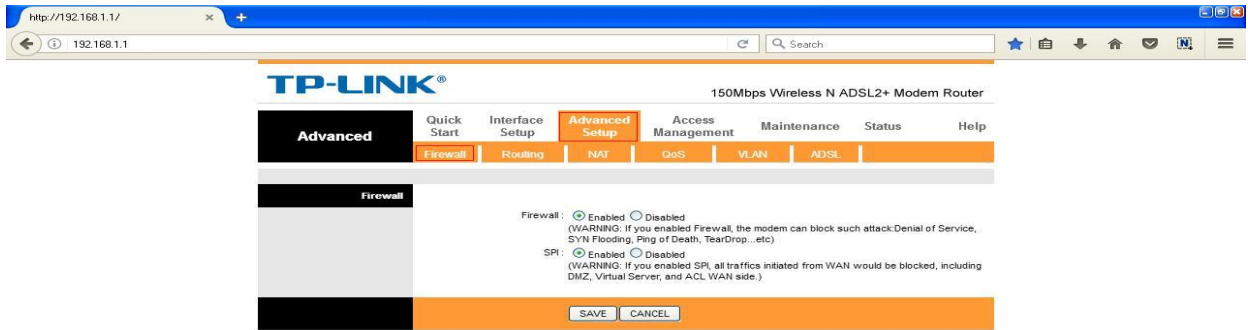 http://192.168.1.1/
192.168.1.1
Search
TP-LINK®
150Mbps Wireless N ADSL2+ Modem Router
Advanced
Quick Start
Interface Setup
Advanced Setup
Access Management
Maintenance
Status
Help
Firewall
Routing
NAT
QoS
VLAN
ADSL
Firewall
Firewall : Enabled Disabled
(WARNING: If you enabled Firewall, the modem can block such attack:Denial of Service,
SYN Flooding, Ping of Death, TearDrop...etc)
SPI : Enabled Disabled
(WARNING: If you enabled SPI, all traffics initiated from WAN would be blocked, including
DMZ, Virtual Server, and ACL WAN side.)
SAVE
CANCEL